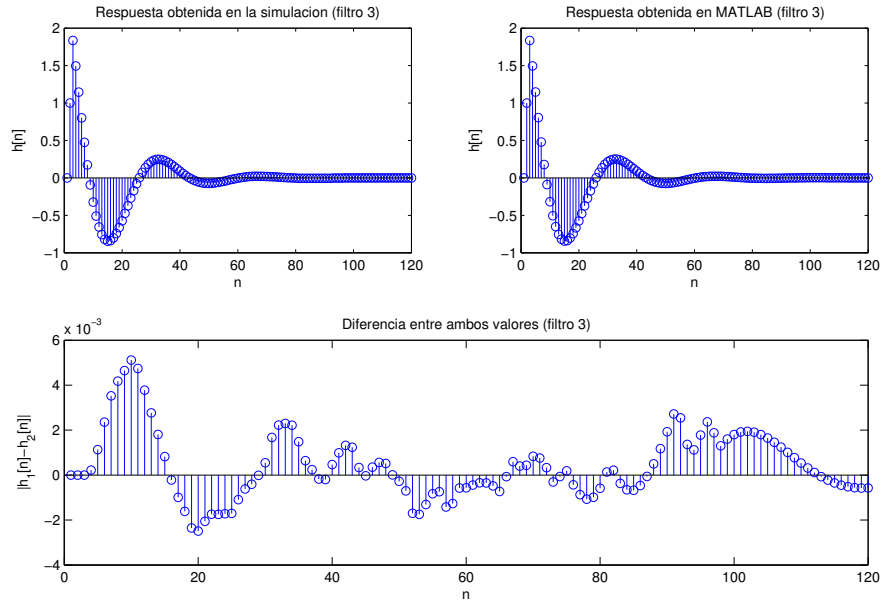 Respuesta obtenida en la simulacion (filtro 3)
2
1.5
1
0.5
0
−0.5
−1
h[n]
0 20 40 60 80 100 120
n
Respuesta obtenida en MATLAB (filtro 3)
2
1.5
1
0.5
0
−0.5
−1
h[n]
0 20 40 60 80 100 120
n
Diferencia entre ambos valores (filtro 3)
x 10⁻³
6
4
2
0
−2
−4
|h₁[n]−h₂[n]|
0 20 40 60 80 100 120
n